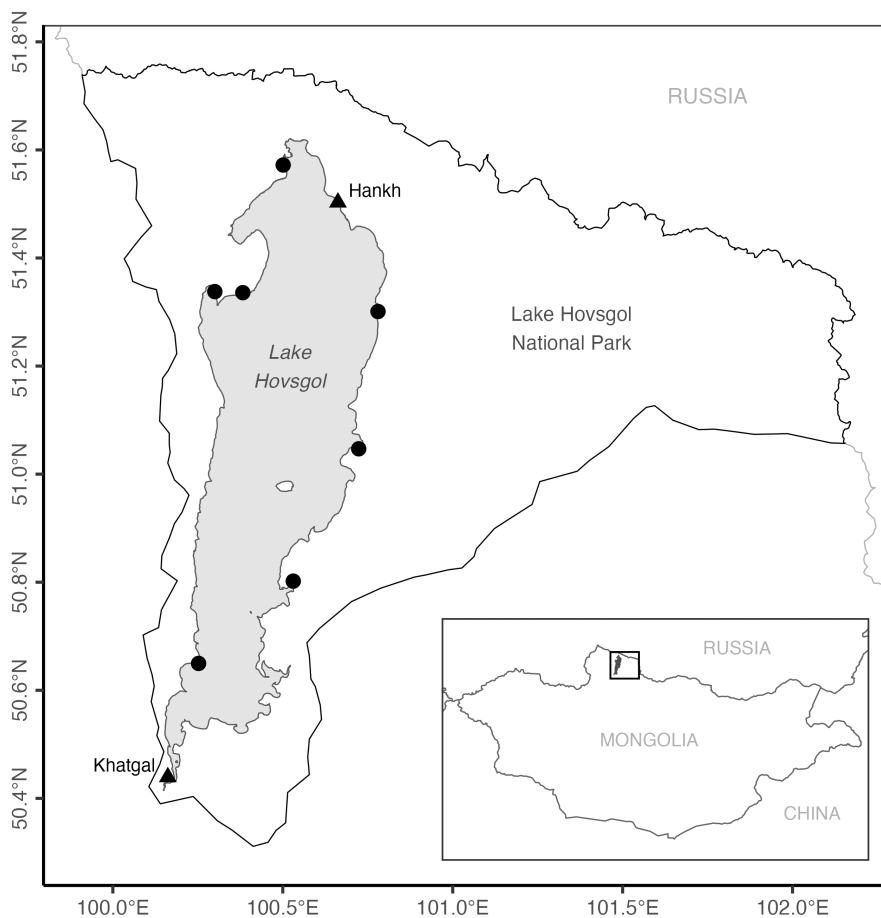 51.8°N
RUSSIA
51.6°N
Hankh
51.4°N
Lake Hovsgol
National Park
Lake
Hovsgol
51.2°N
51.0°N
50.8°N
RUSSIA
50.6°N
MONGOLIA
Khatgal
50.4°N
CHINA
100.0°E
100.5°E
101.0°E
101.5°E
102.0°E